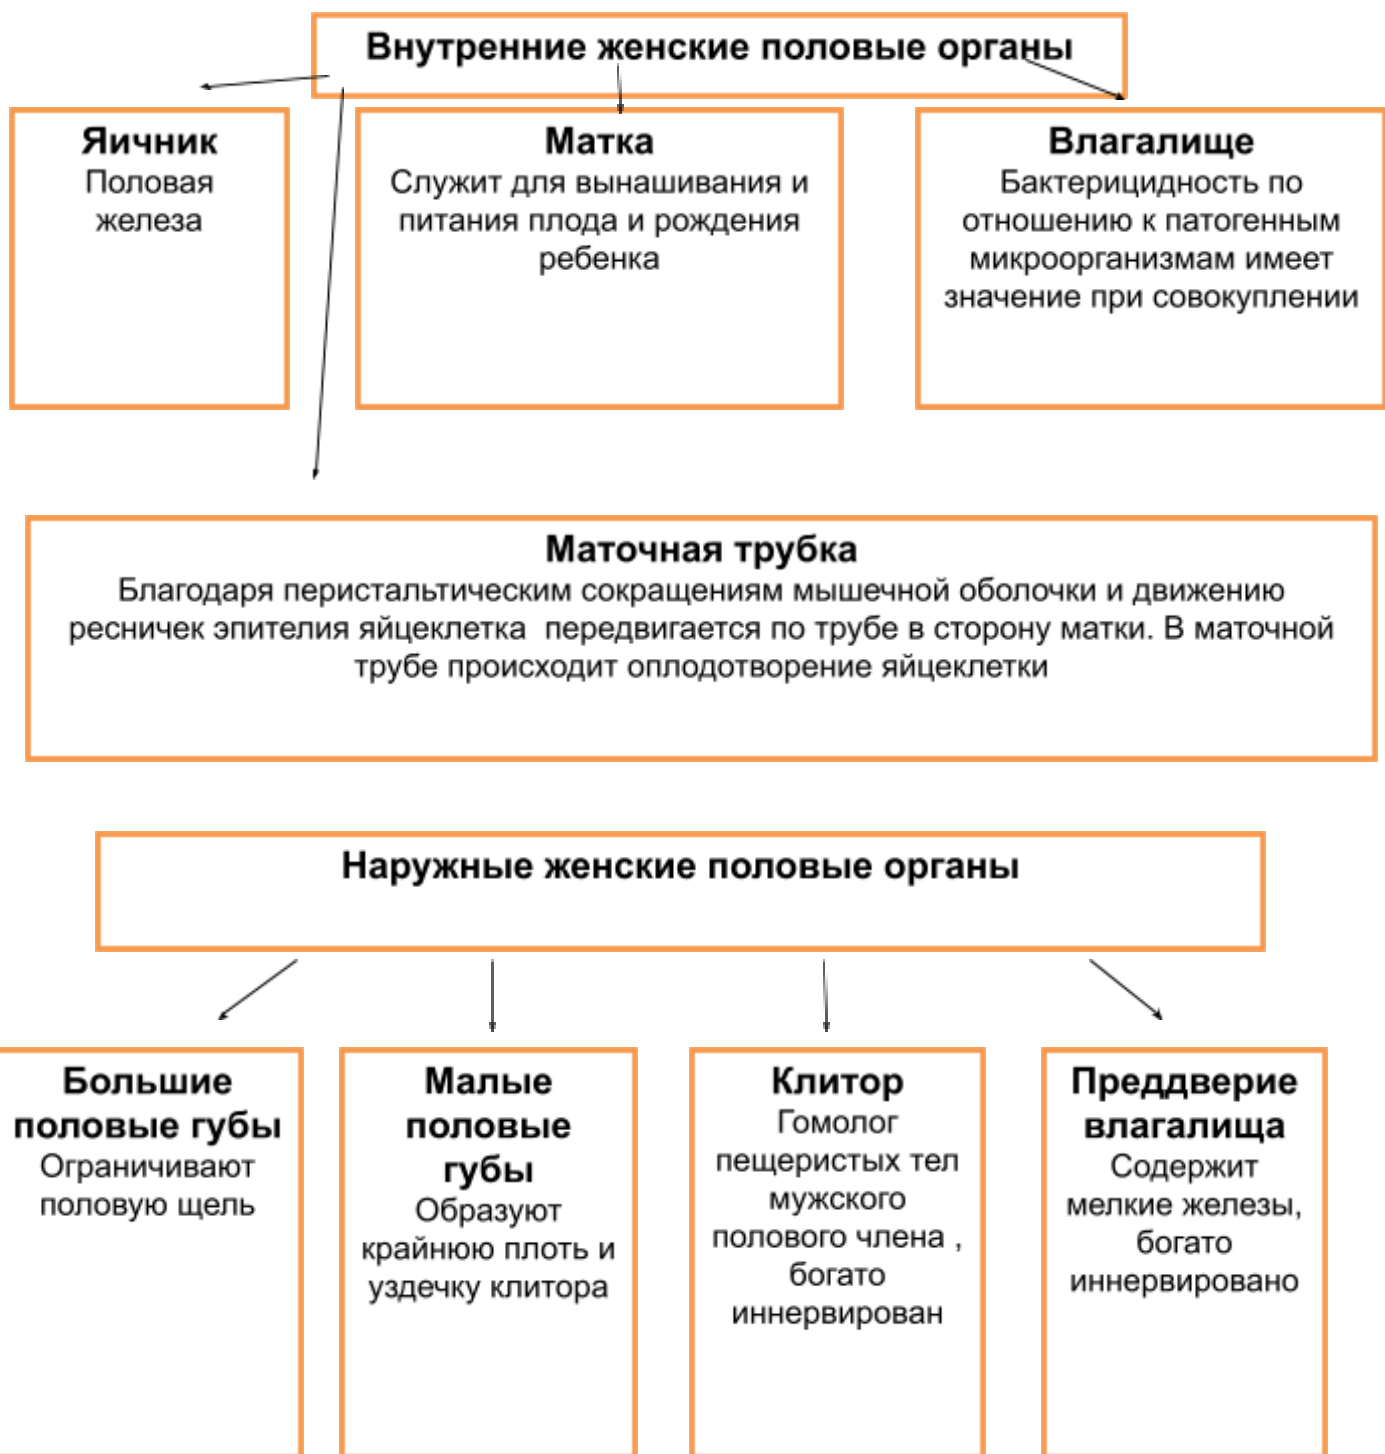 Внутренние женские половые органы
Яичник
Половая
железа
Матка
Служит для вынашивания и
питания плода и рождения
ребенка
Влагалище
Бактерицидность по
отношению к патогенным
микроорганизмам имеет
значение при совокуплении
Маточная трубка
Благодаря перистальтическим сокращениям мышечной оболочки и движению
ресничек эпителия яйцеклетка  передвигается по трубе в сторону матки. В маточной
трубе происходит оплодотворение яйцеклетки
Наружные женские половые органы
Большие
половые губы
Ограничивают
половую щель
Малые
половые
губы
Образуют
крайнюю плоть и
уздечку клитора
Клитор
Гомолог
пещеристых тел
мужского
полового члена ,
богато
иннервирован
Преддверие
влагалища
Содержит
мелкие железы,
богато
иннервировано